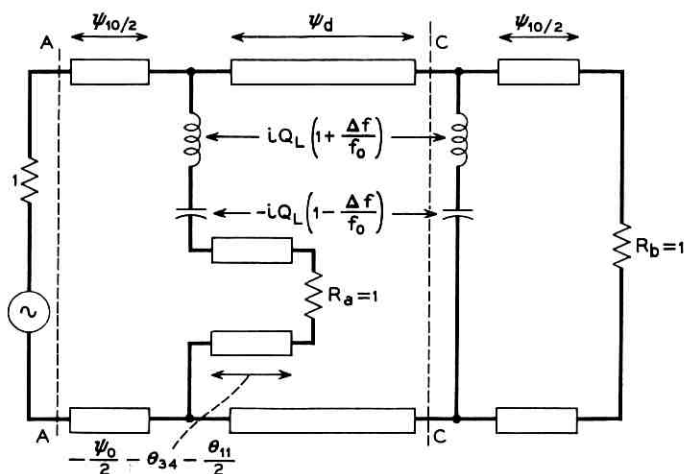 ψ10/2
ψd
ψ10/2
A
C
iQL(1+Δf/f0)
1
-iQL(1-Δf/f0)
Ra=1
Rb=1
A
C
-ψ0/2-θ34-θ11/2